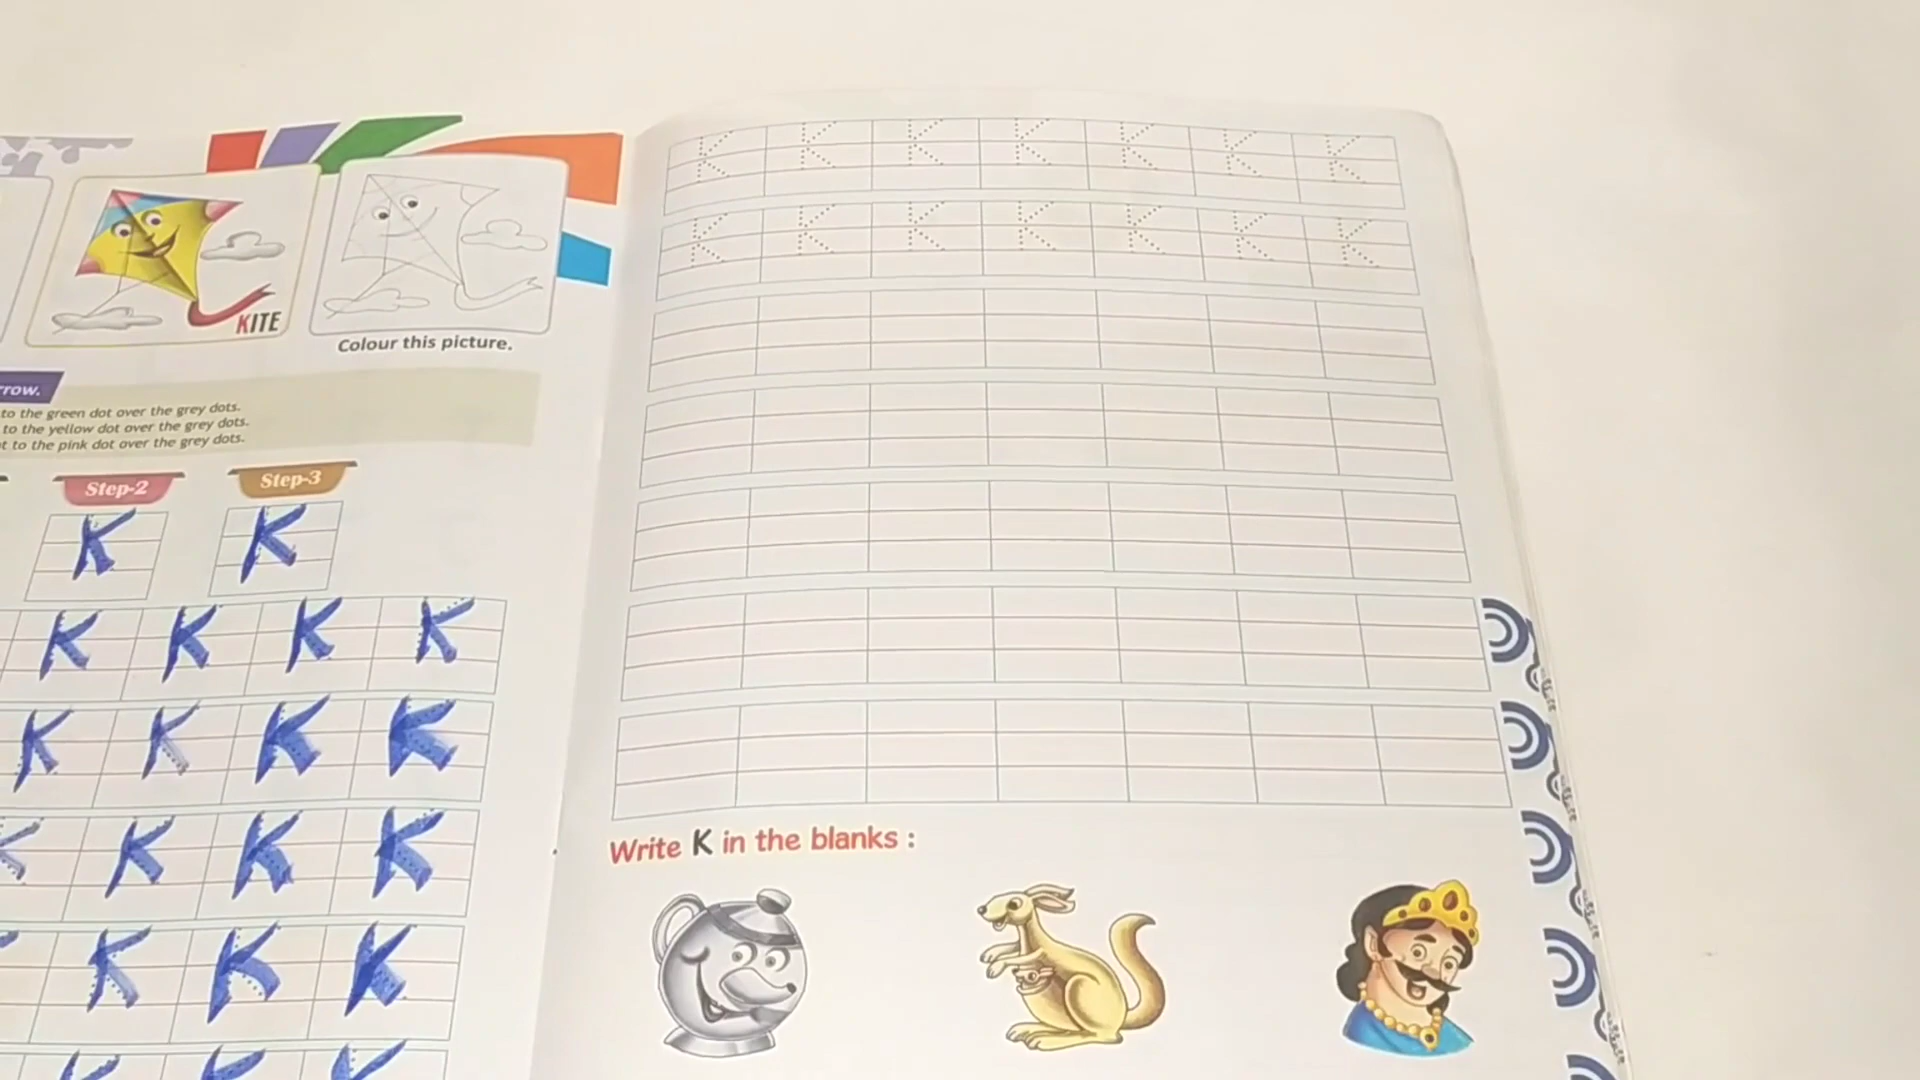 KITE
Colour this picture.
row.
to the green dot over the grey dots.
to the yellow dot over the grey dots.
t to the pink dot over the grey dots.
Step-2
Step-3
K K
K K K K
K K K K
K K K K
K K K
K K K K K K K
K K K K K K K
Write K in the blanks :